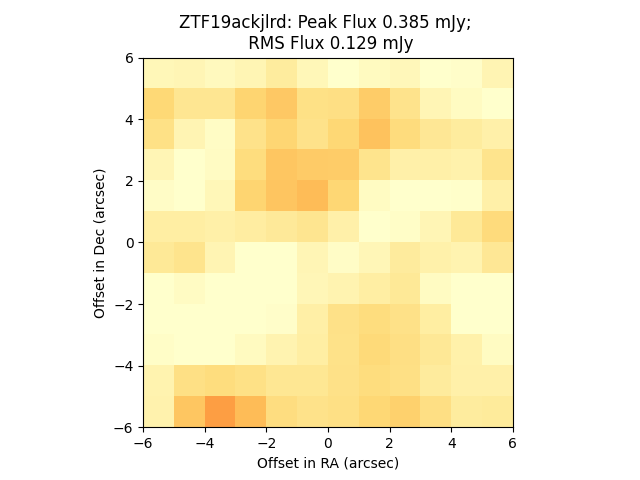 ZTF19ackjlrd: Peak Flux 0.385 mJy;
RMS Flux 0.129 mJy
6
4
2
0
−2
−4
−6
Offset in Dec (arcsec)
−6 −4 −2 0 2 4 6
Offset in RA (arcsec)